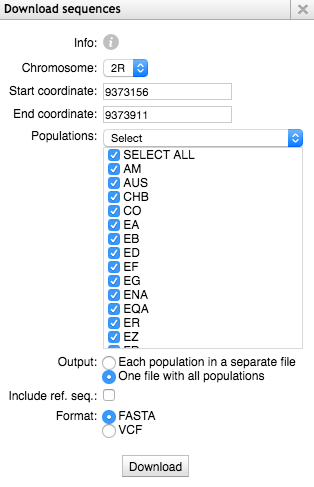 Download sequences
Info:
Chromosome: 2R
Start coordinate: 9373156
End coordinate: 9373911
Populations: Select
SELECT ALL
AM
AUS
CHB
CO
EA
EB
ED
EF
EG
ENA
EQA
ER
EZ
Output: Each population in a separate file
One file with all populations
Include ref. seq.:
Format: FASTA
VCF
Download